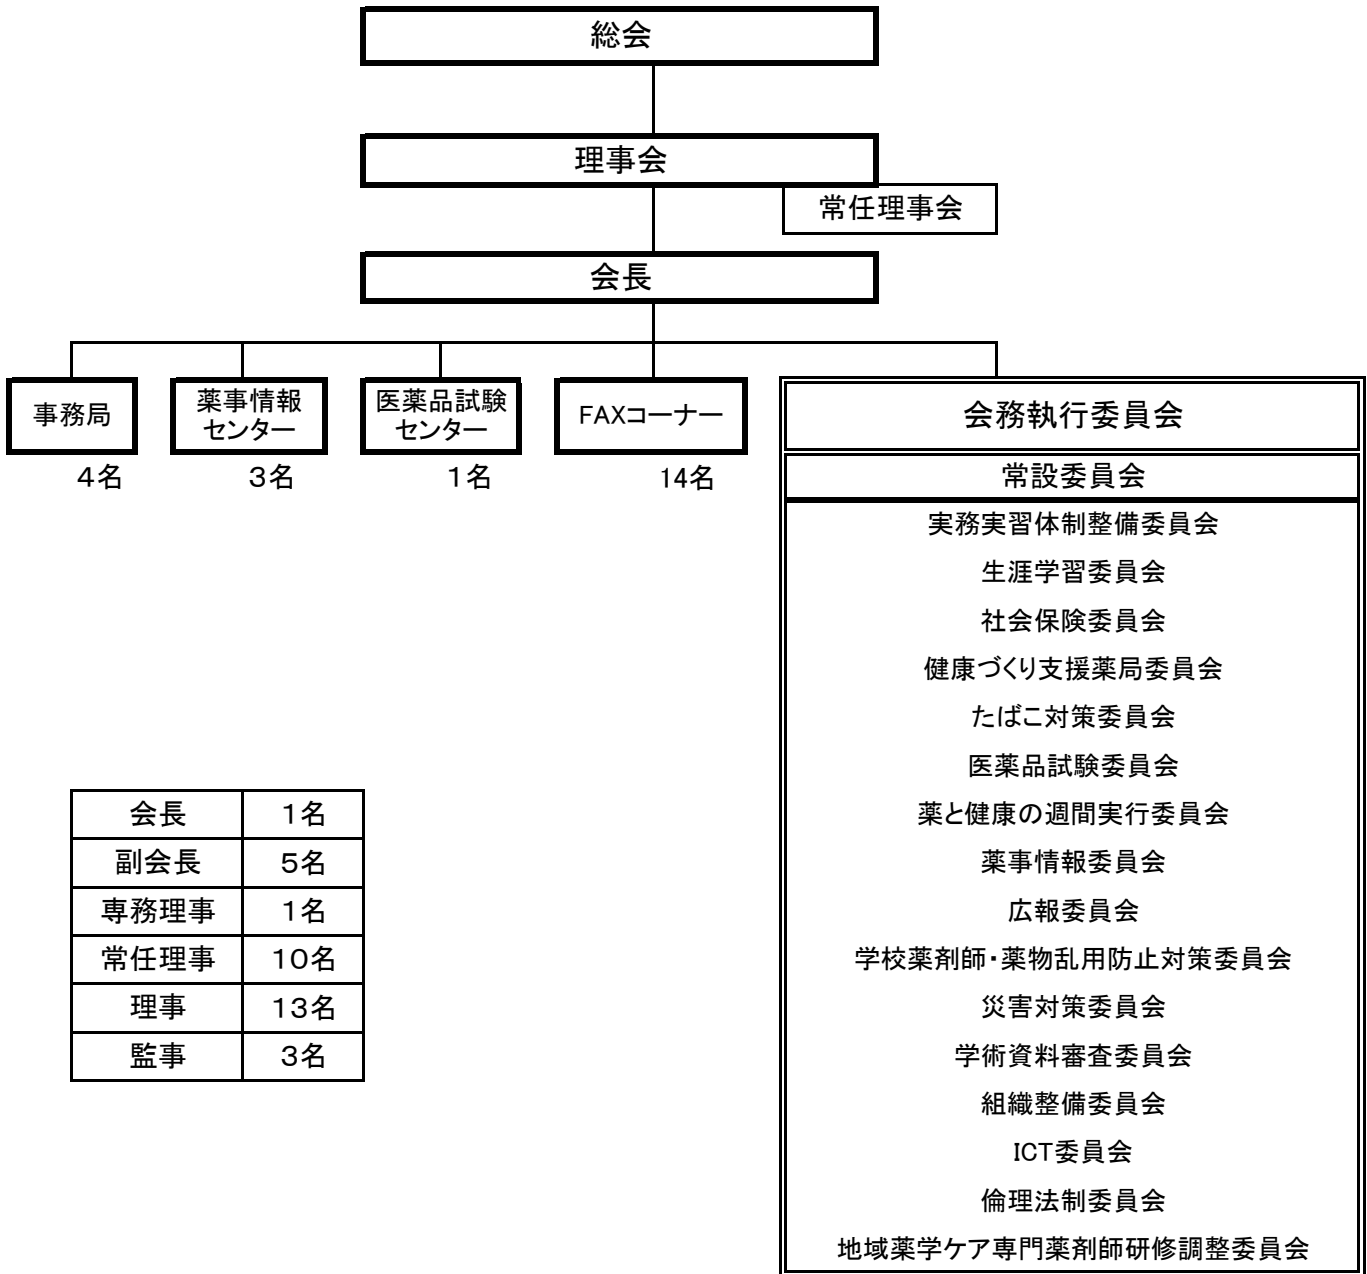 総会
理事会
常任理事会
会長
事務局
薬事情報
センター
医薬品試験
センター
FAXコーナー
４名
３名
１名
14名
会務執行委員会
常設委員会
実務実習体制整備委員会
生涯学習委員会
社会保険委員会
健康づくり支援薬局委員会
たばこ対策委員会
医薬品試験委員会
薬と健康の週間実行委員会
薬事情報委員会
広報委員会
学校薬剤師・薬物乱用防止対策委員会
災害対策委員会
学術資料審査委員会
組織整備委員会
ICT委員会
倫理法制委員会
地域薬学ケア専門薬剤師研修調整委員会
会長 １名
副会長 ５名
専務理事 １名
常任理事 １０名
理事 １３名
監事 ３名